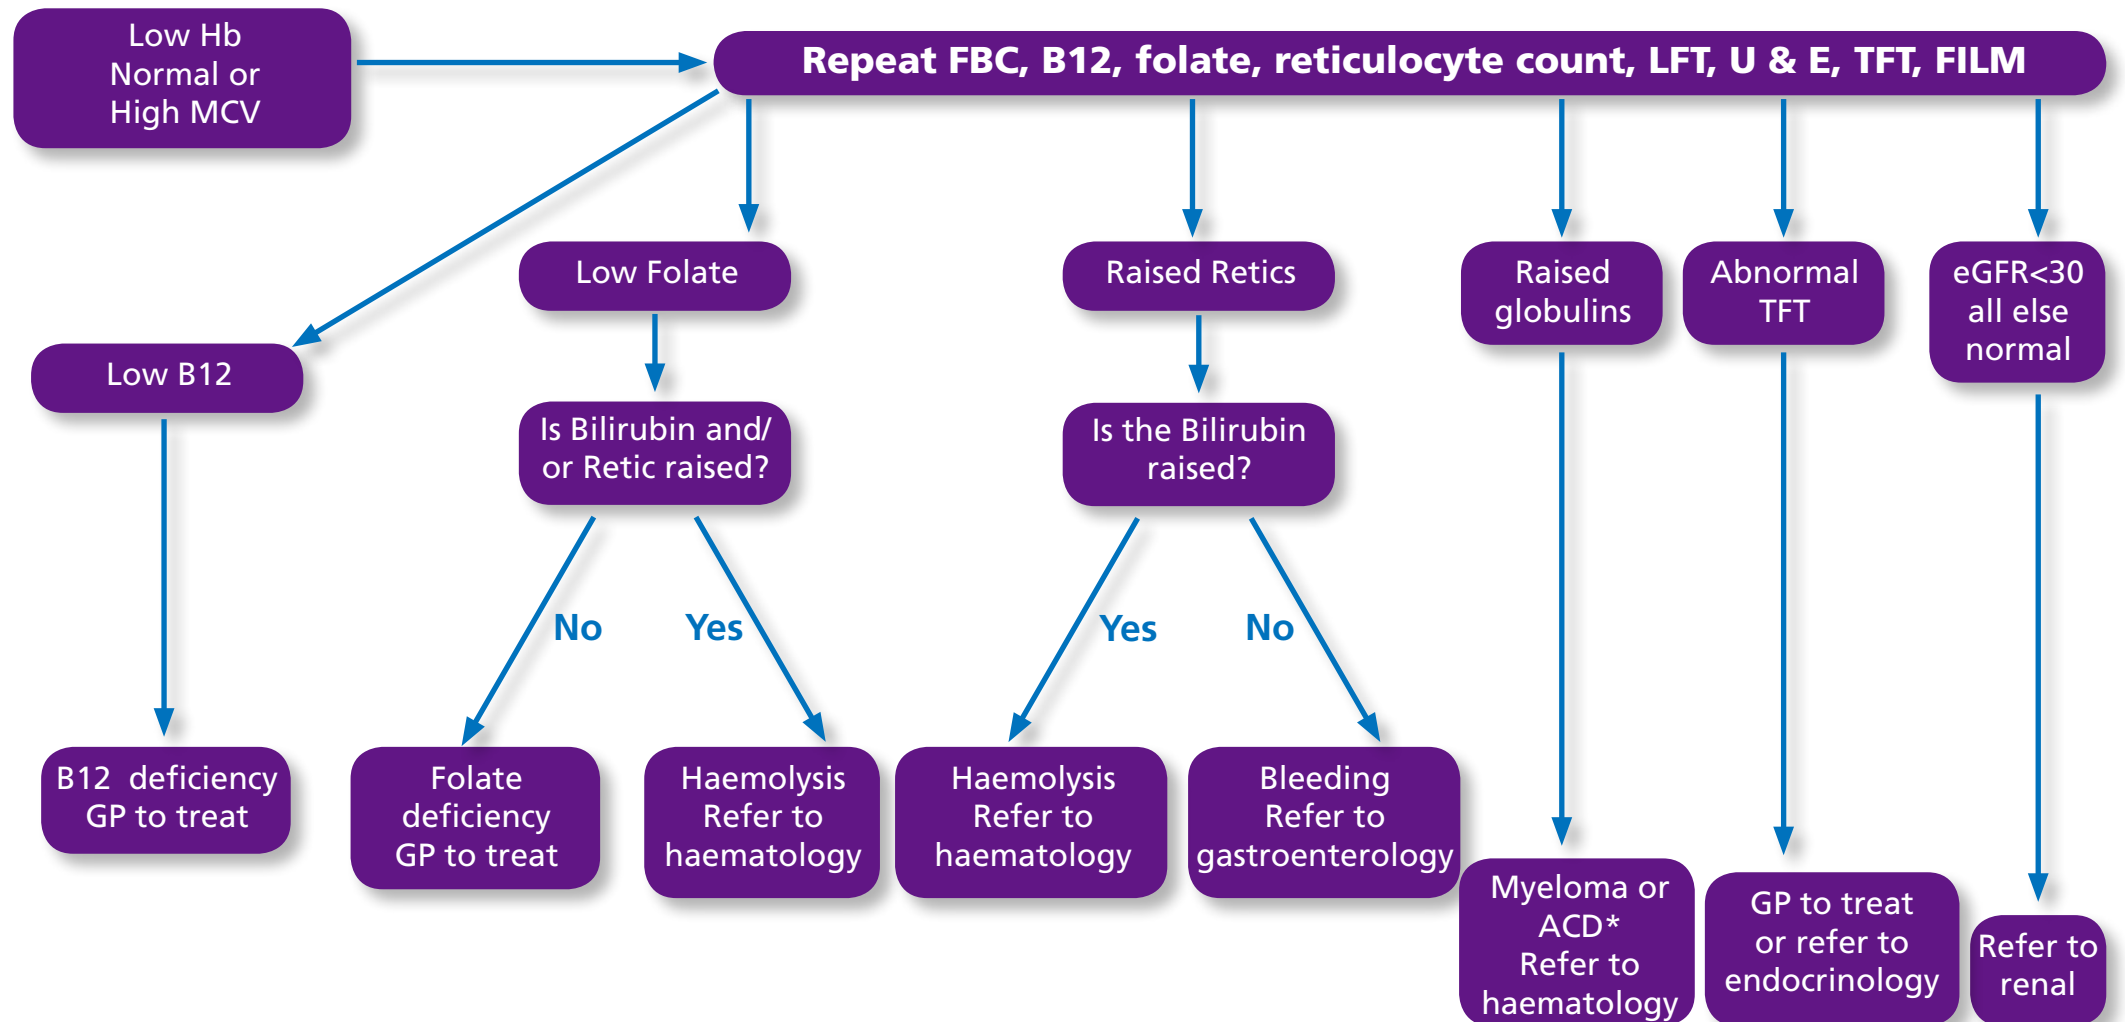 Low Hb
Normal or
High MCV
Repeat FBC, B12, folate, reticulocyte count, LFT, U & E, TFT, FILM
Low B12
Low Folate
Raised Retics
Raised
globulins
Abnormal
TFT
eGFR<30
all else
normal
Is Bilirubin and/
or Retic raised?
Is the Bilirubin
raised?
No
Yes
Yes
No
B12 deficiency
GP to treat
Folate
deficiency
GP to treat
Haemolysis
Refer to
haematology
Haemolysis
Refer to
haematology
Bleeding
Refer to
gastroenterology
Myeloma or
ACD*
Refer to
haematology
GP to treat
or refer to
endocrinology
Refer to
renal